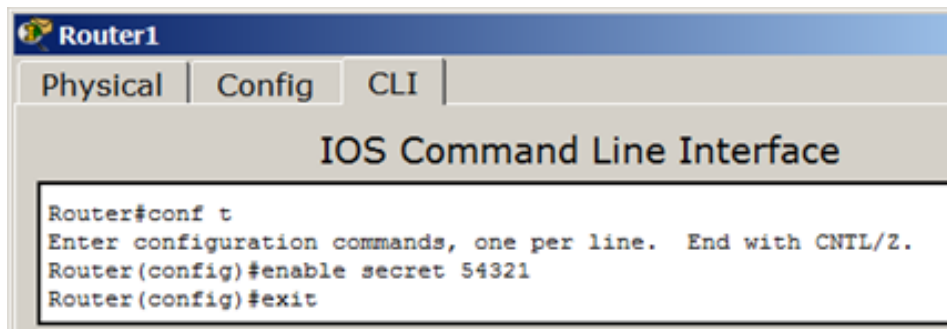 Router1
Physical Config CLI
IOS Command Line Interface
Router#conf t
Enter configuration commands, one per line.  End with CNTL/Z.
Router(config)#enable secret 54321
Router(config)#exit